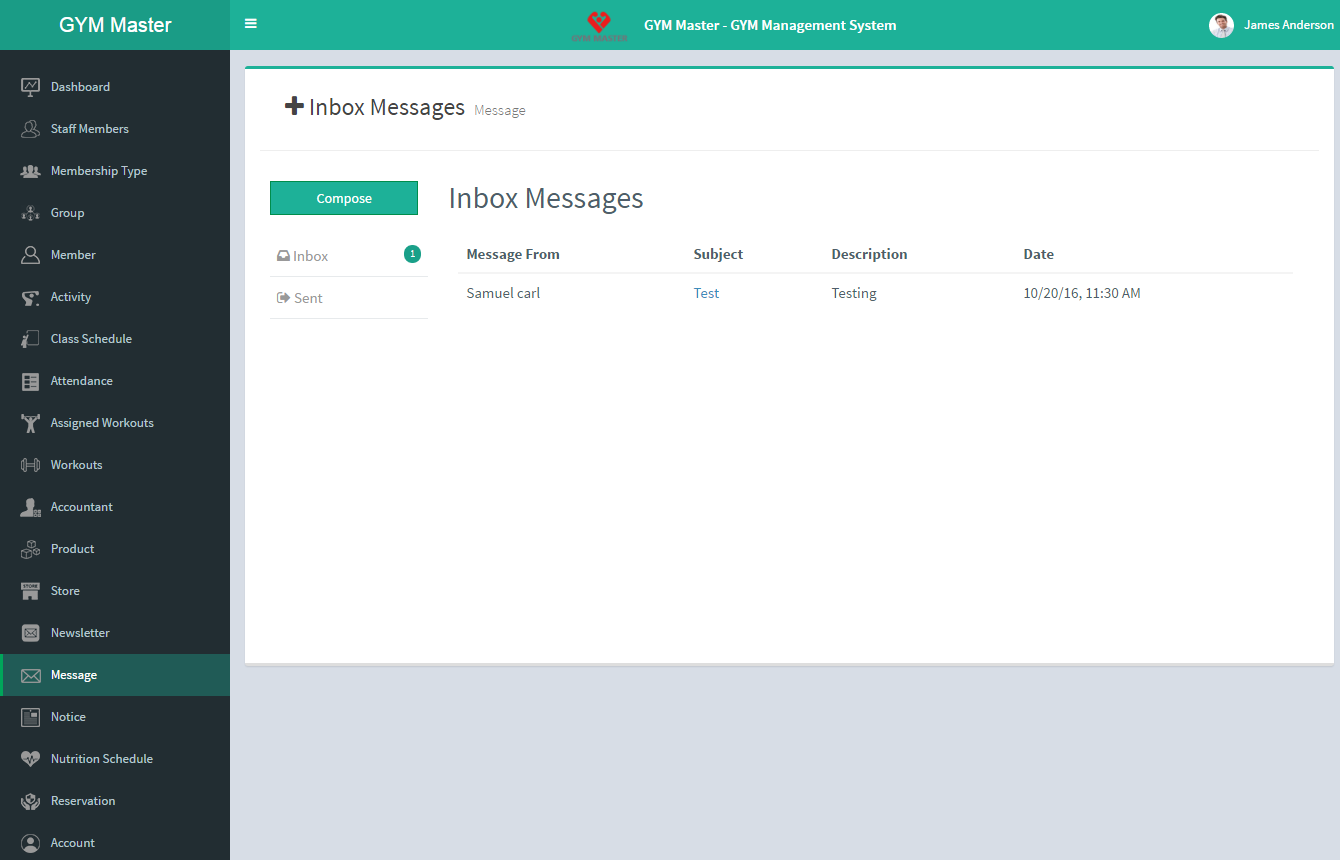 GYM Master
GYM MASTER
GYM Master - GYM Management System
James Anderson
Dashboard
Staff Members
Membership Type
Group
Member
Activity
Class Schedule
Attendance
Assigned Workouts
Workouts
Accountant
Product
STORE
Store
Newsletter
Message
Notice
Nutrition Schedule
Reservation
Account
Inbox Messages Message
Compose
Inbox 1
Sent
Inbox Messages
Message From Subject Description Date
Samuel carl Test Testing 10/20/16, 11:30 AM